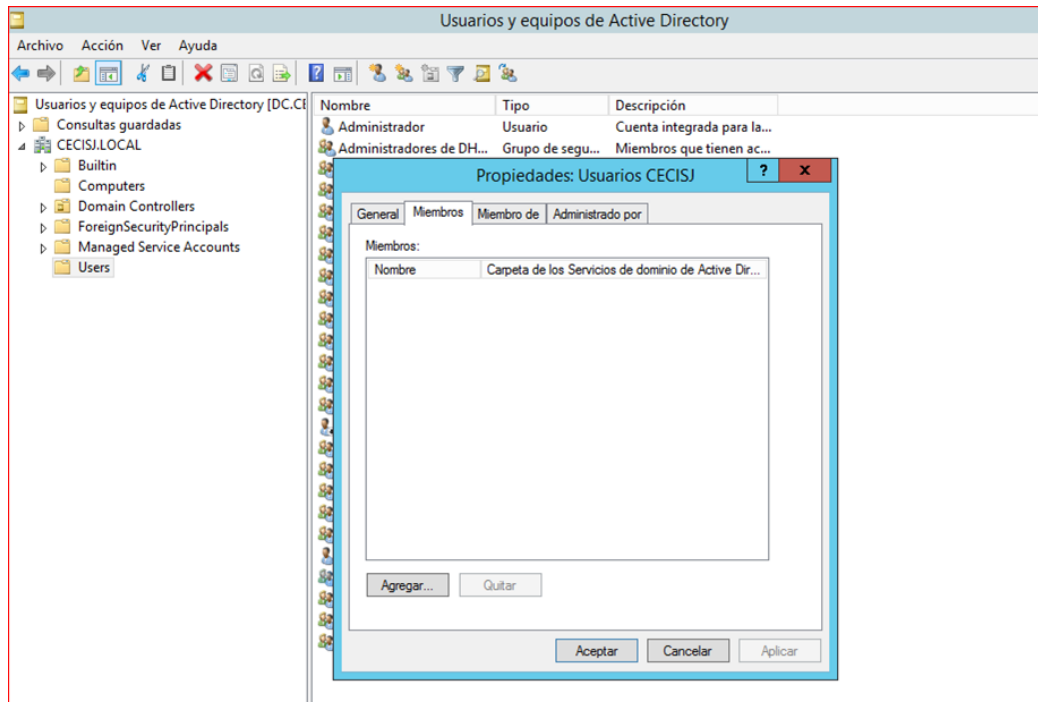 Usuarios y equipos de Active Directory
Archivo Acción Ver Ayuda
Usuarios y equipos de Active Directory [DC.CE
Consultas guardadas
CECISJ.LOCAL
Builtin
Computers
Domain Controllers
ForeignSecurityPrincipals
Managed Service Accounts
Users
Nombre Tipo Descripción
Administrador Usuario Cuenta integrada para la...
Administradores de DH... Grupo de segu... Miembros que tienen ac...
Propiedades: Usuarios CECISJ ? x
General Miembros Miembro de Administrado por
Miembros:
Nombre Carpeta de los Servicios de dominio de Active Dir...
Agregar... Quitar
Aceptar Cancelar Aplicar